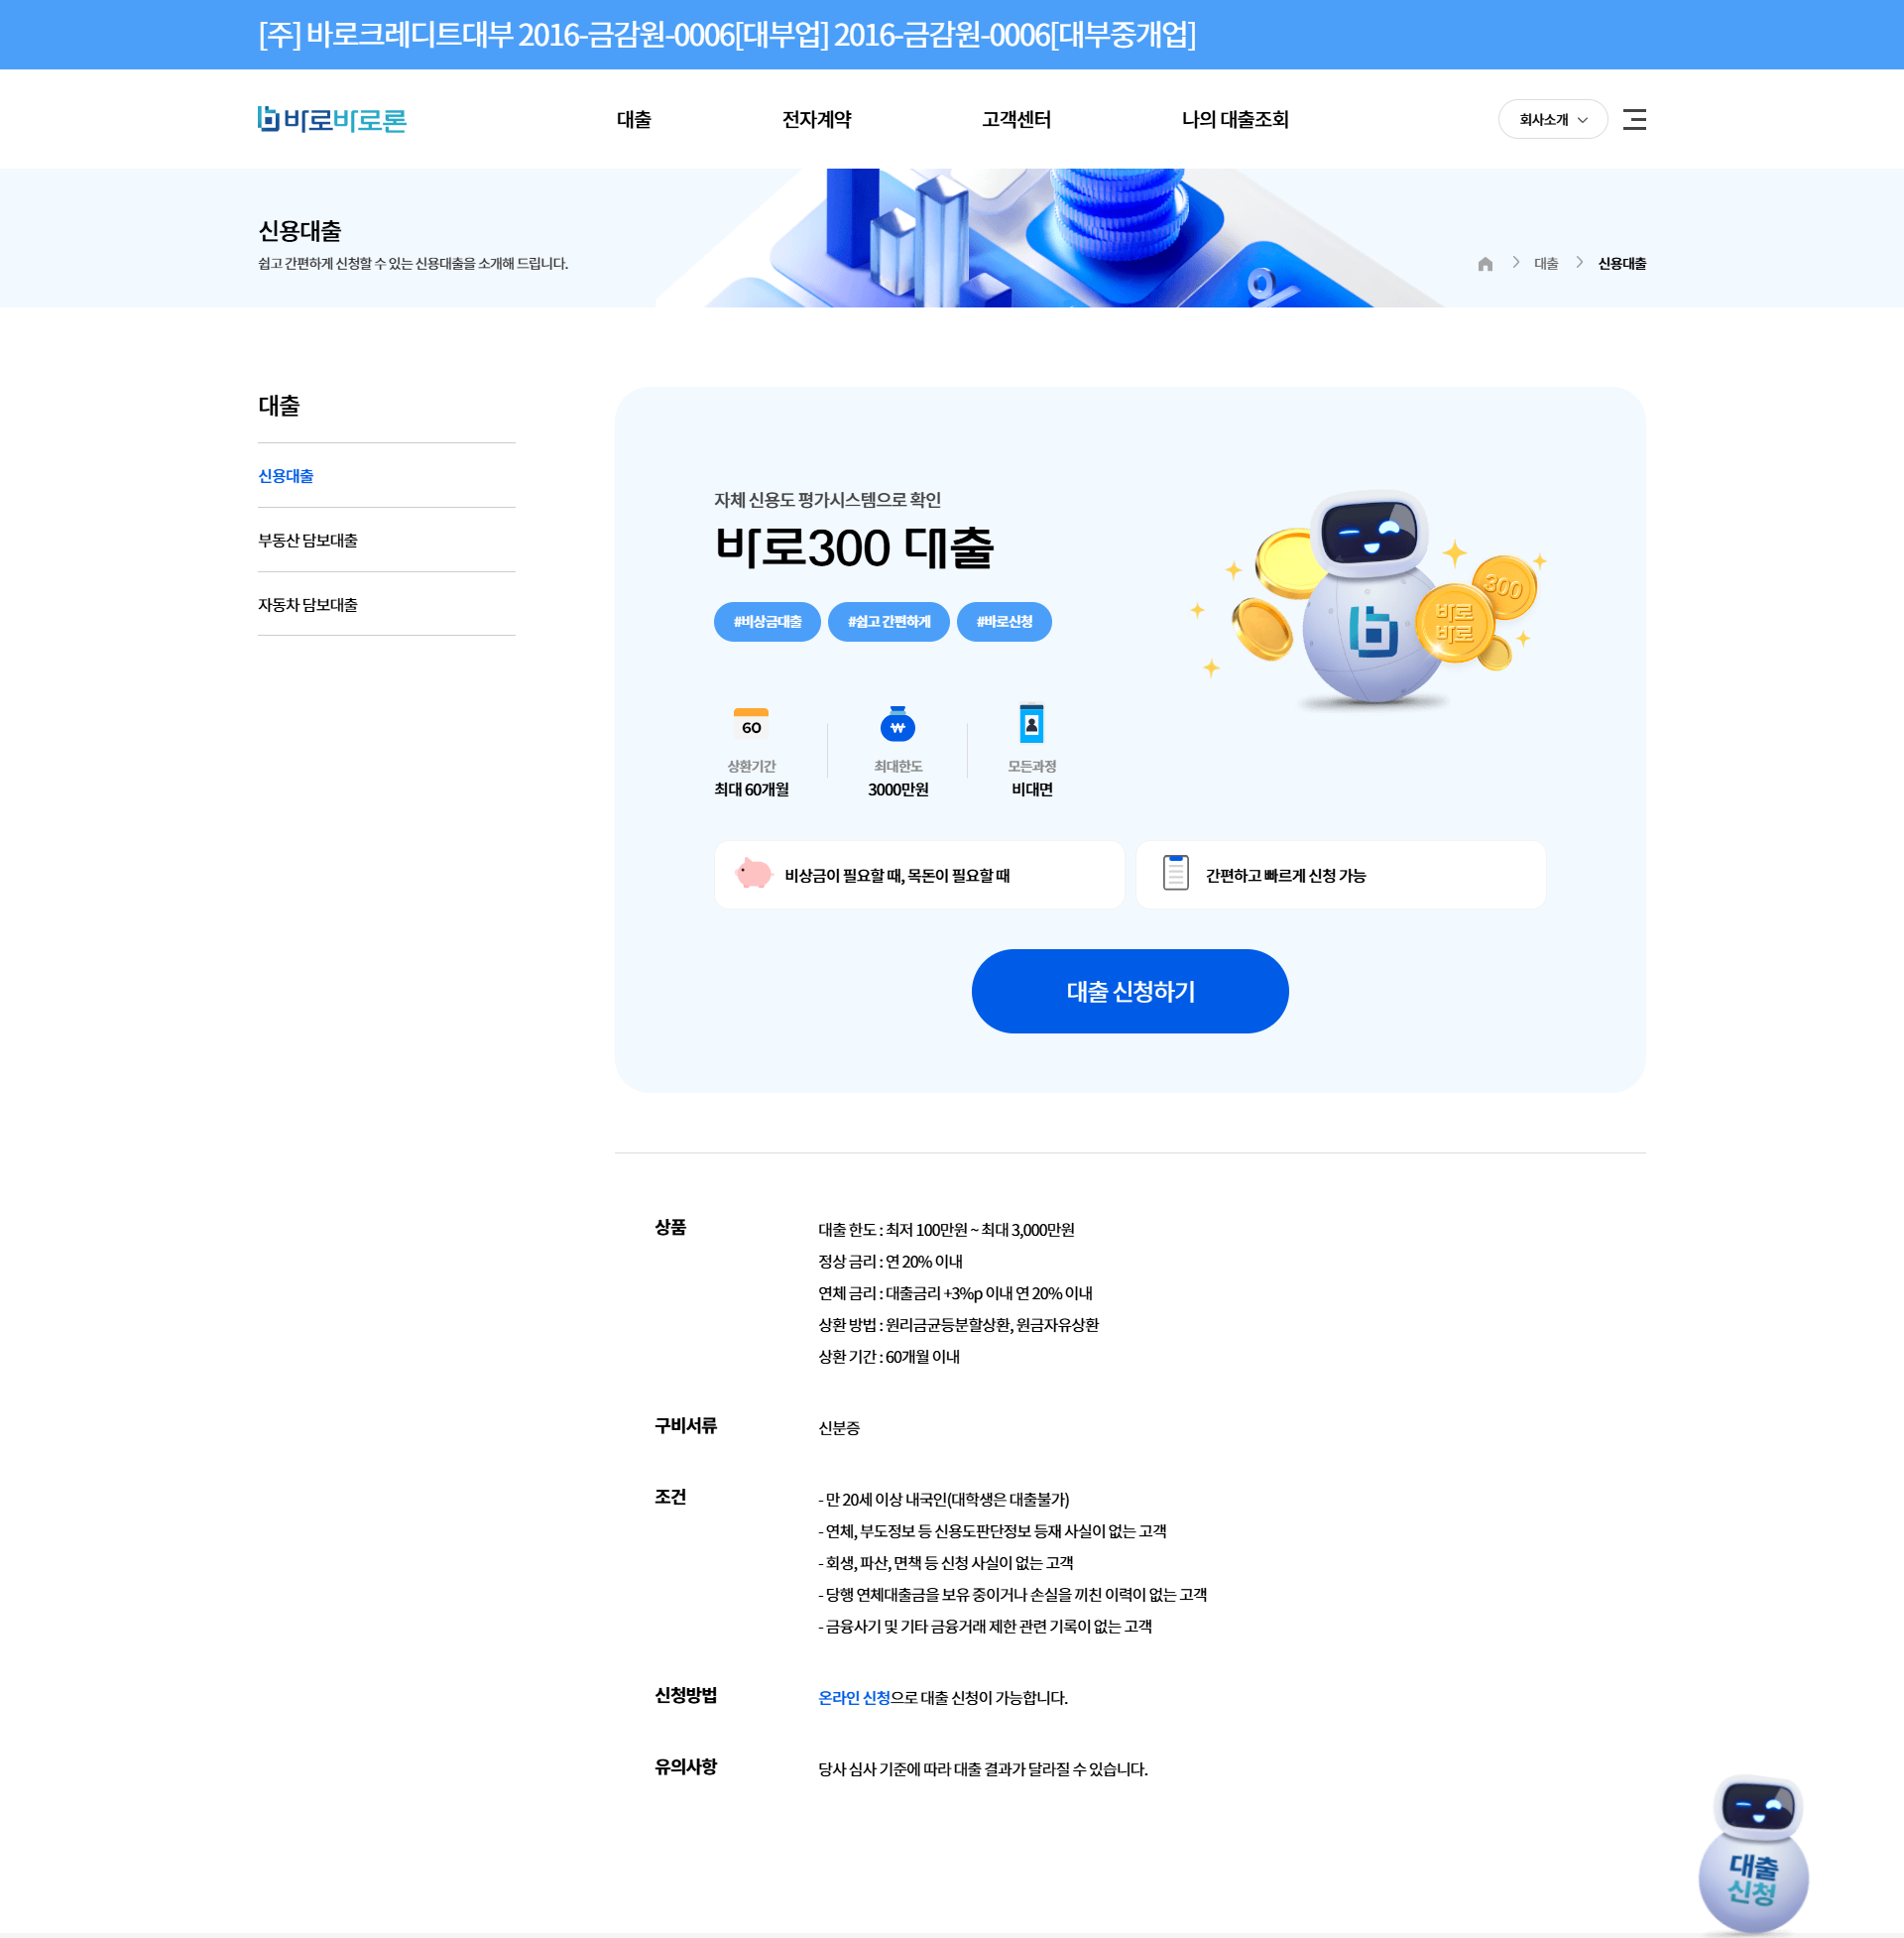 [주] 바로크레디트대부 2016-금감원-0006[대부업] 2016-금감원-0006[대부중개업]
바로바로론
대출
전자계약
고객센터
나의 대출조회
회사소개
신용대출
쉽고 간편하게 신청할 수 있는 신용대출을 소개해 드립니다.
대출
신용대출
대출
신용대출
부동산 담보대출
자동차 담보대출
자체 신용도 평가시스템으로 확인
바로300 대출
#비상금대출
#쉽고 간편하게
#바로신청
300
바로
바로
60
상환기간
최대 60개월
₩
최대한도
3000만원
모든과정
비대면
비상금이 필요할 때, 목돈이 필요할 때
간편하고 빠르게 신청 가능
대출 신청하기
상품
대출 한도 : 최저 100만원 ~ 최대 3,000만원
정상 금리 : 연 20% 이내
연체 금리 : 대출금리 +3%p 이내 연 20% 이내
상환 방법 : 원리금균등분할상환, 원금자유상환
상환 기간 : 60개월 이내
구비서류
신분증
조건
- 만 20세 이상 내국인(대학생은 대출불가)
- 연체, 부도정보 등 신용도판단정보 등재 사실이 없는 고객
- 회생, 파산, 면책 등 신청 사실이 없는 고객
- 당행 연체대출금을 보유 중이거나 손실을 끼친 이력이 없는 고객
- 금융사기 및 기타 금융거래 제한 관련 기록이 없는 고객
신청방법
온라인 신청으로 대출 신청이 가능합니다.
유의사항
당사 심사 기준에 따라 대출 결과가 달라질 수 있습니다.
대출
신청